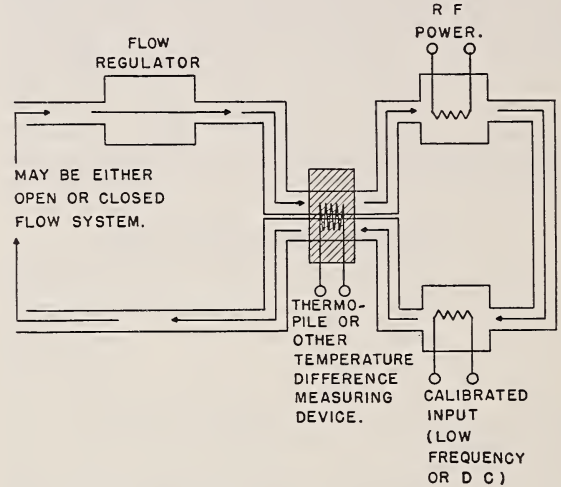 FLOW
REGULATOR
R F
POWER.
MAY BE EITHER
OPEN OR CLOSED
FLOW SYSTEM.
THERMO-
PILE OR
OTHER
TEMPERATURE
DIFFERENCE
MEASURING
DEVICE.
CALIBRATED
INPUT
(LOW
FREQUENCY
OR D C)